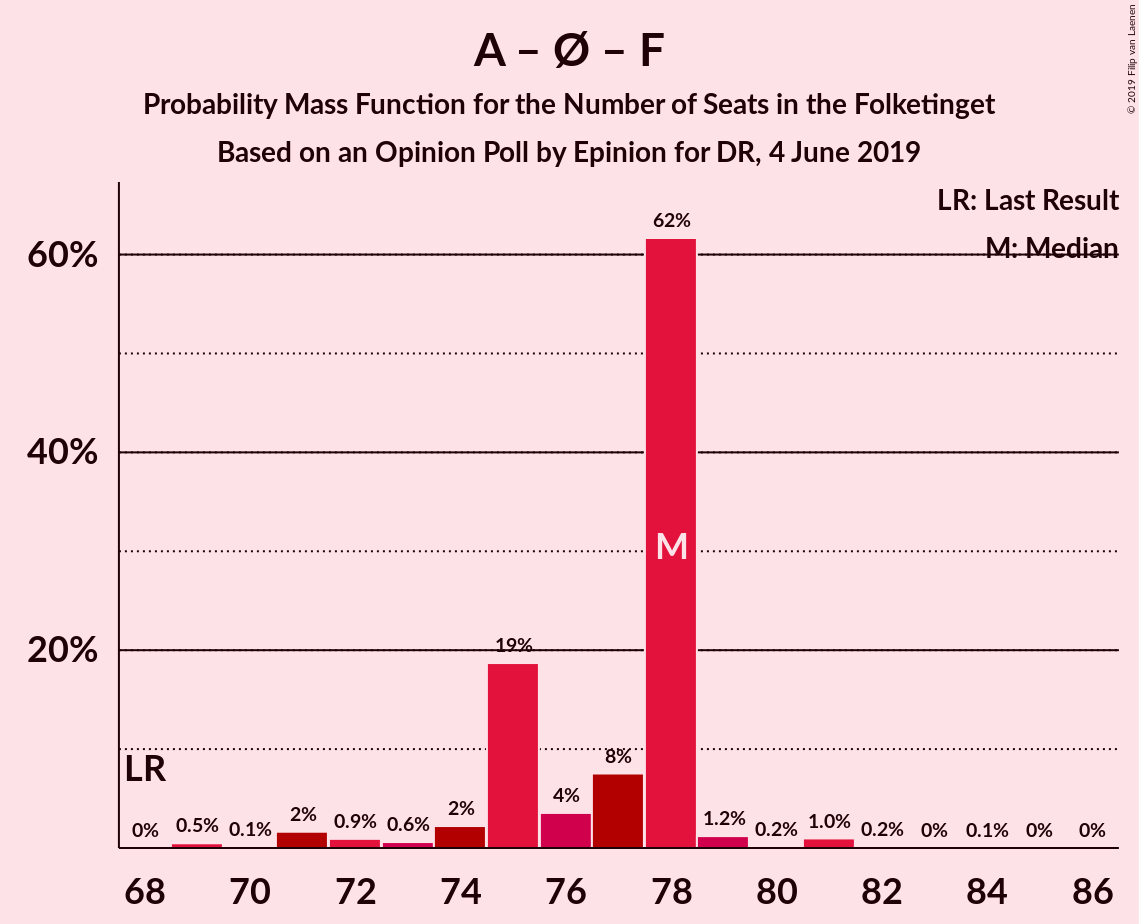 A – Ø – F
Probability Mass Function for the Number of Seats in the Folketinget
Based on an Opinion Poll by Epinion for DR, 4 June 2019
© 2019 Filip van Laenen
LR: Last Result
M: Median
60%
40%
20%
62%
M
19%
8%
LR
0%
0.5%
0.1%
2%
0.9%
0.6%
2%
4%
1.2%
0.2%
1.0%
0.2%
0%
0.1%
0%
0%
68 70 72 74 76 78 80 82 84 86